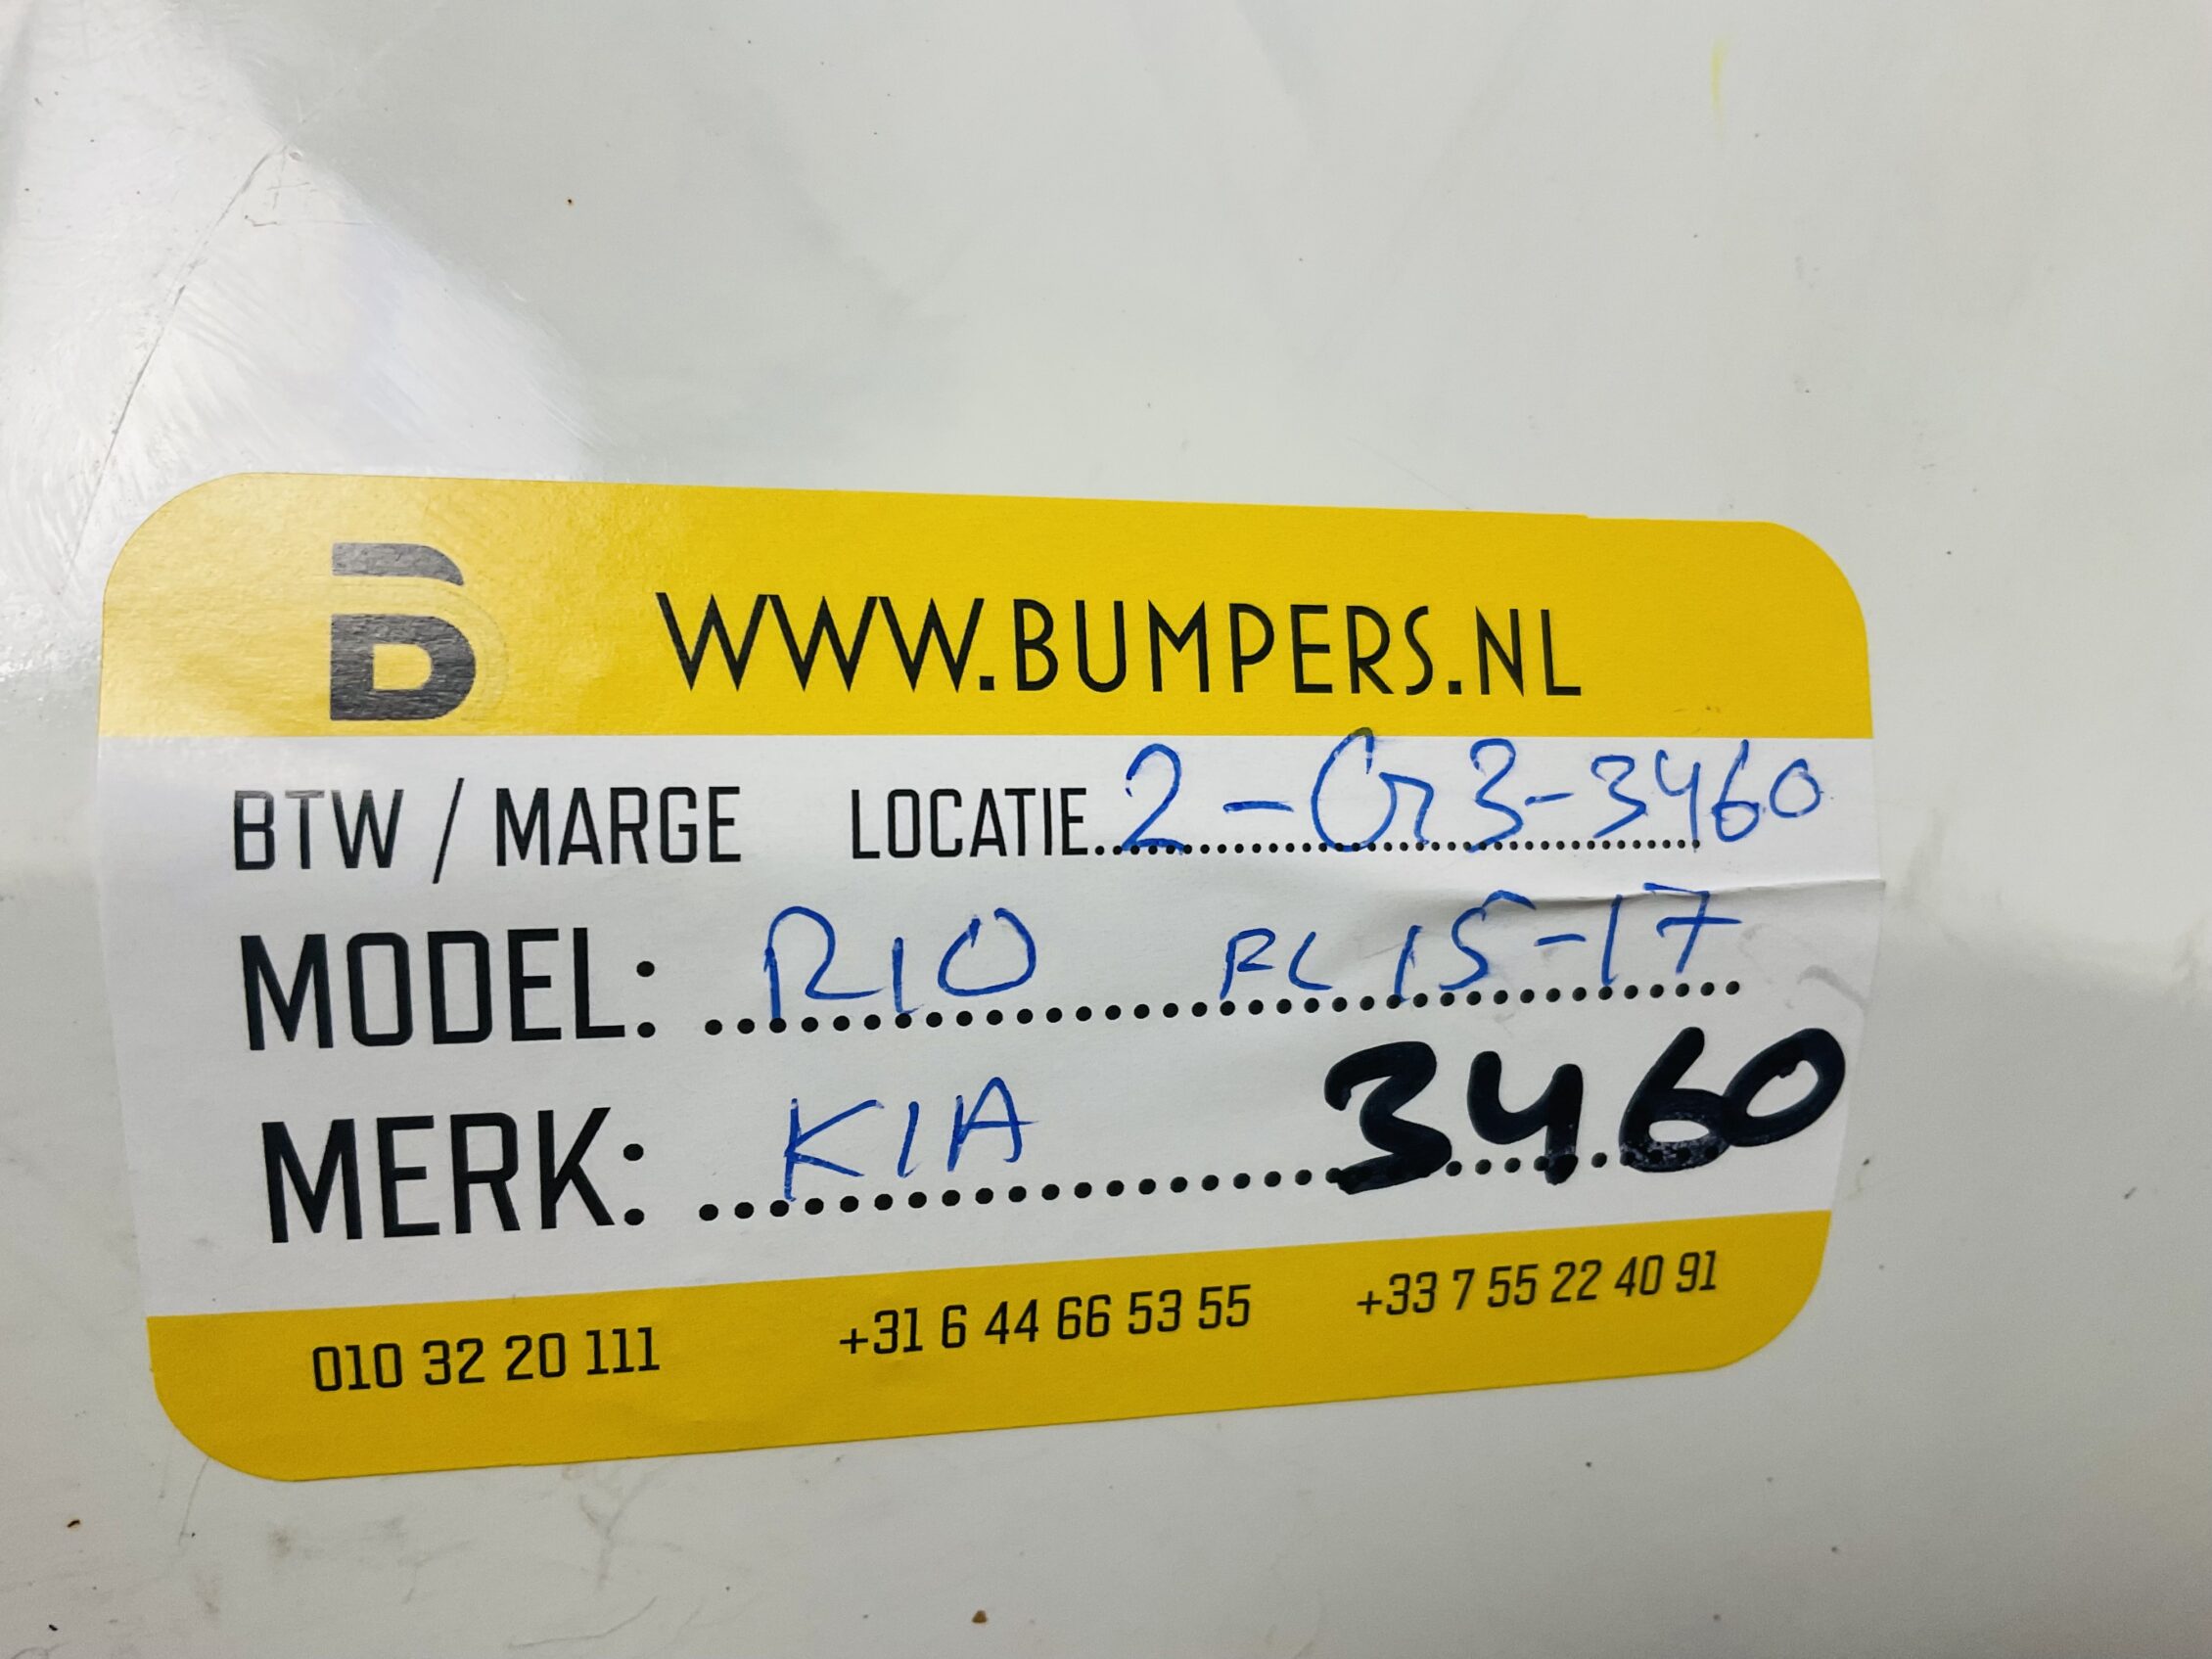 B WWW.BUMPERS.NL
BTW / MARGE LOCATIE 2-G3-3460
MODEL: RIO FL 15-17
MERK: KIA 3460
010 32 20 111 +31 6 44 66 53 55 +33 7 55 22 40 91